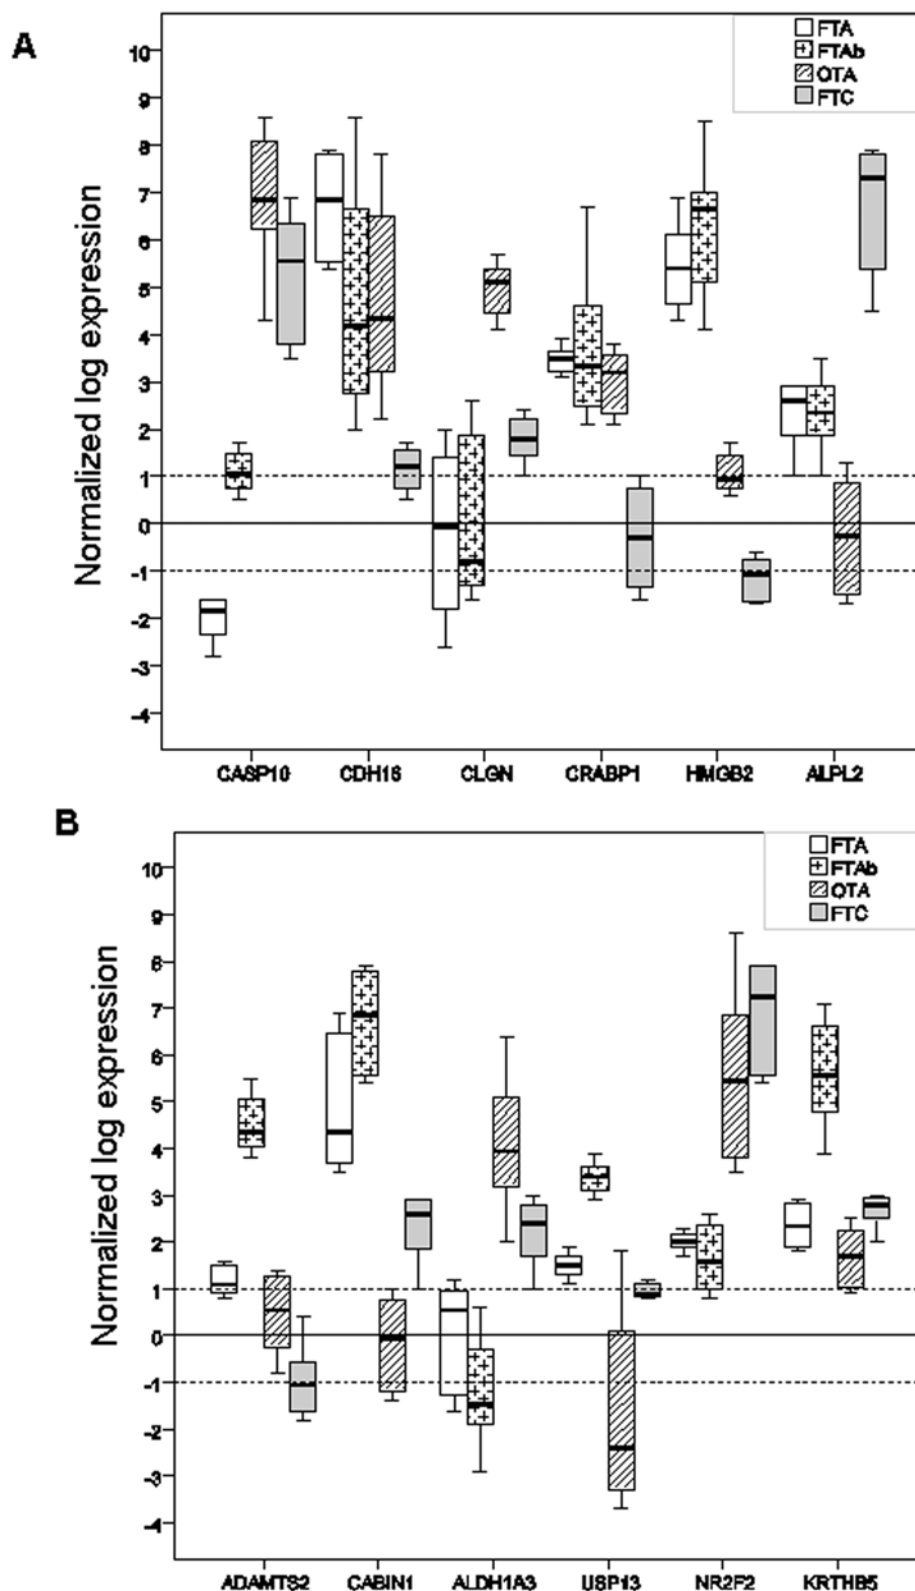 A
FTA
FTAb
OTA
FTC
10
9
8
7
6
5
4
3
2
1
0
-1
-2
-3
-4
Normalized log expression
CASP10 CDH16 CLGN CRABP1 HMGB2 ALPL2
B
FTA
FTAb
OTA
FTC
10
9
8
7
6
5
4
3
2
1
0
-1
-2
-3
-4
Normalized log expression
ADAMTS2 CABIN1 ALDH1A3 USP13 NR2F2 KRTHB5